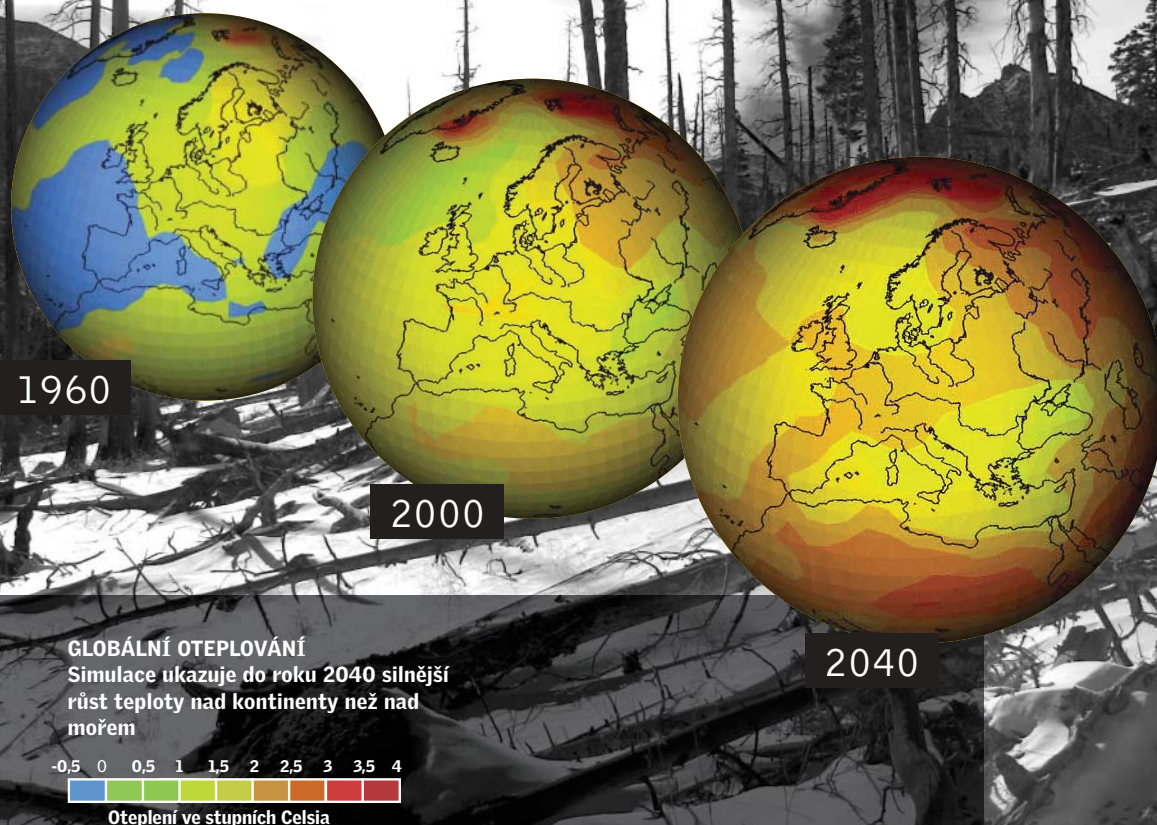 1960
2000
2040
GLOBÁLNÍ OTEPLOVÁNÍ
Simulace ukazuje do roku 2040 silnější
růst teploty nad kontinenty než nad
mořem
-0,5 0 0,5 1 1,5 2 2,5 3 3,5 4
Oteplení ve stupních Celsia